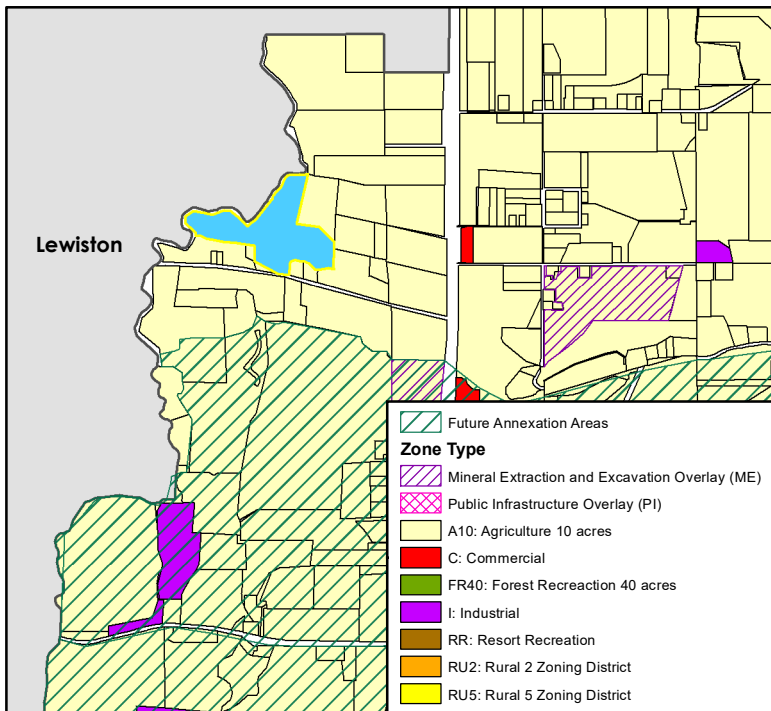 Lewiston
Future Annexation Areas
Zone Type
Mineral Extraction and Excavation Overlay (ME)
Public Infrastructure Overlay (PI)
A10: Agriculture 10 acres
C: Commercial
FR40: Forest Recreaction 40 acres
I: Industrial
RR: Resort Recreation
RU2: Rural 2 Zoning District
RU5: Rural 5 Zoning District